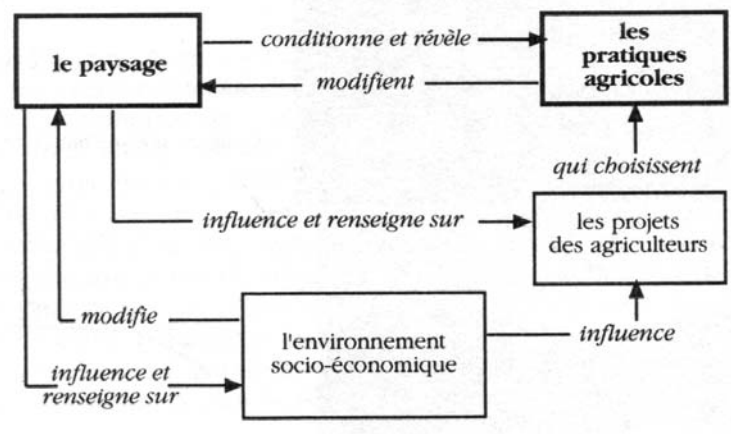 le paysage
conditionne et révèle
les
pratiques
agricoles
modifient
qui choisissent
influence et renseigne sur
les projets
des agriculteurs
modifie
l'environnement
socio-économique
influence
influence et
renseigne sur